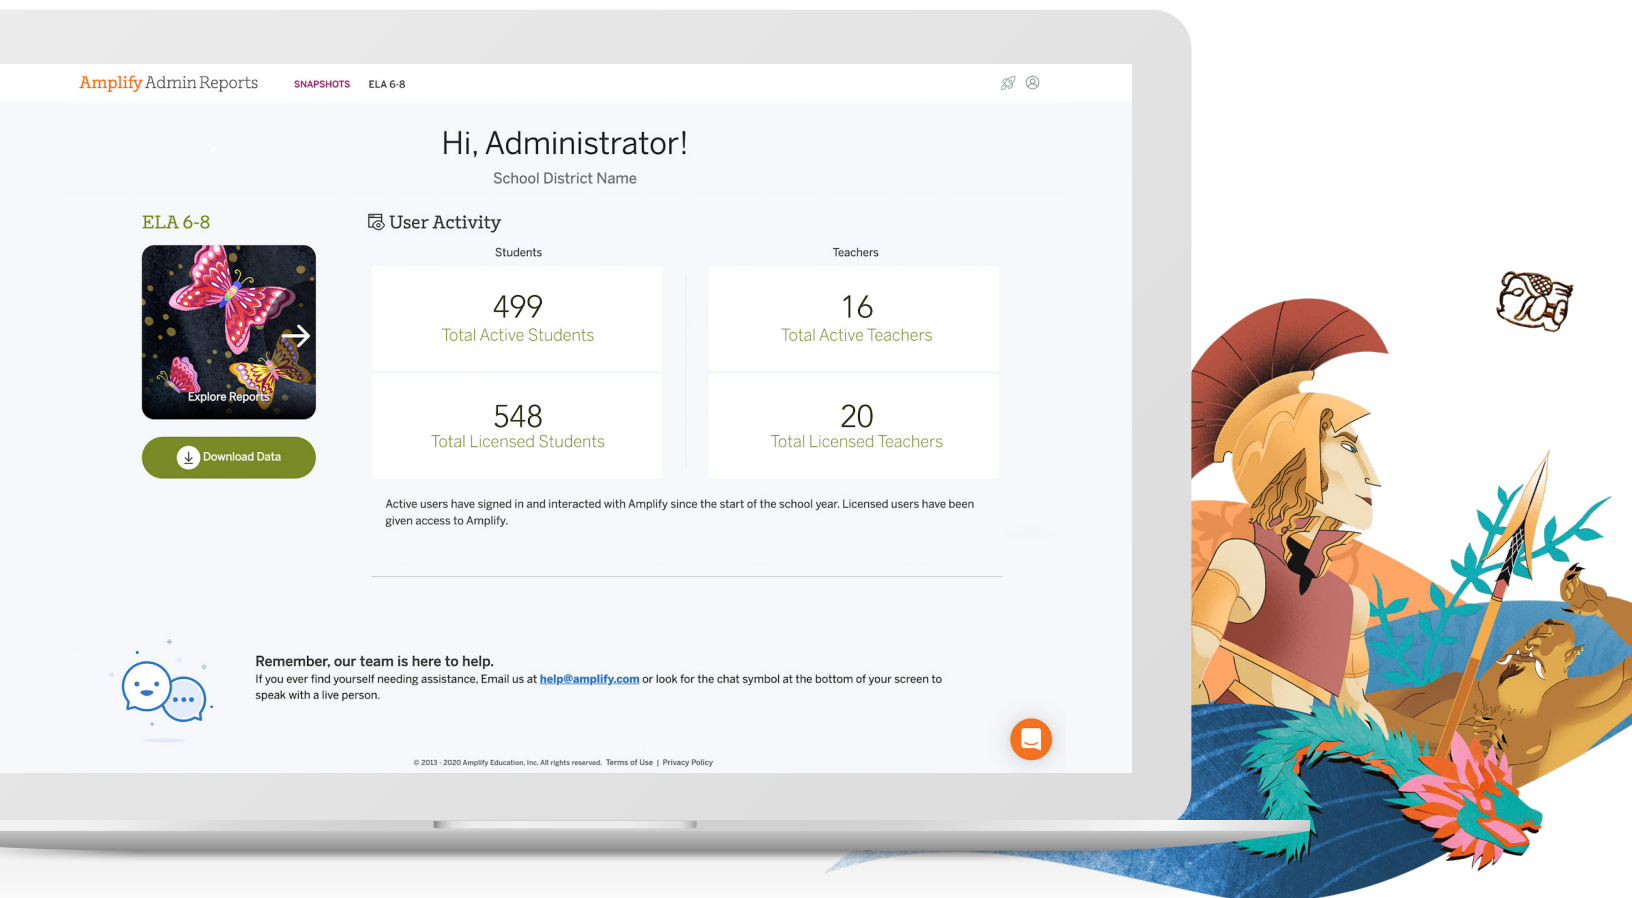 Amplify Admin Reports
SNAPSHOTS
ELA 6-8
Hi, Administrator!
School District Name
ELA 6-8
Explore Reports
Download Data
User Activity
Students
499
Total Active Students
548
Total Licensed Students
Teachers
16
Total Active Teachers
20
Total Licensed Teachers
Active users have signed in and interacted with Amplify since the start of the school year. Licensed users have been
given access to Amplify.
Remember, our team is here to help.
If you ever find yourself needing assistance, Email us at help@amplify.com or look for the chat symbol at the bottom of your screen to
speak with a live person.
© 2013 - 2020 Amplify Education, Inc. All rights reserved. Terms of Use | Privacy Policy